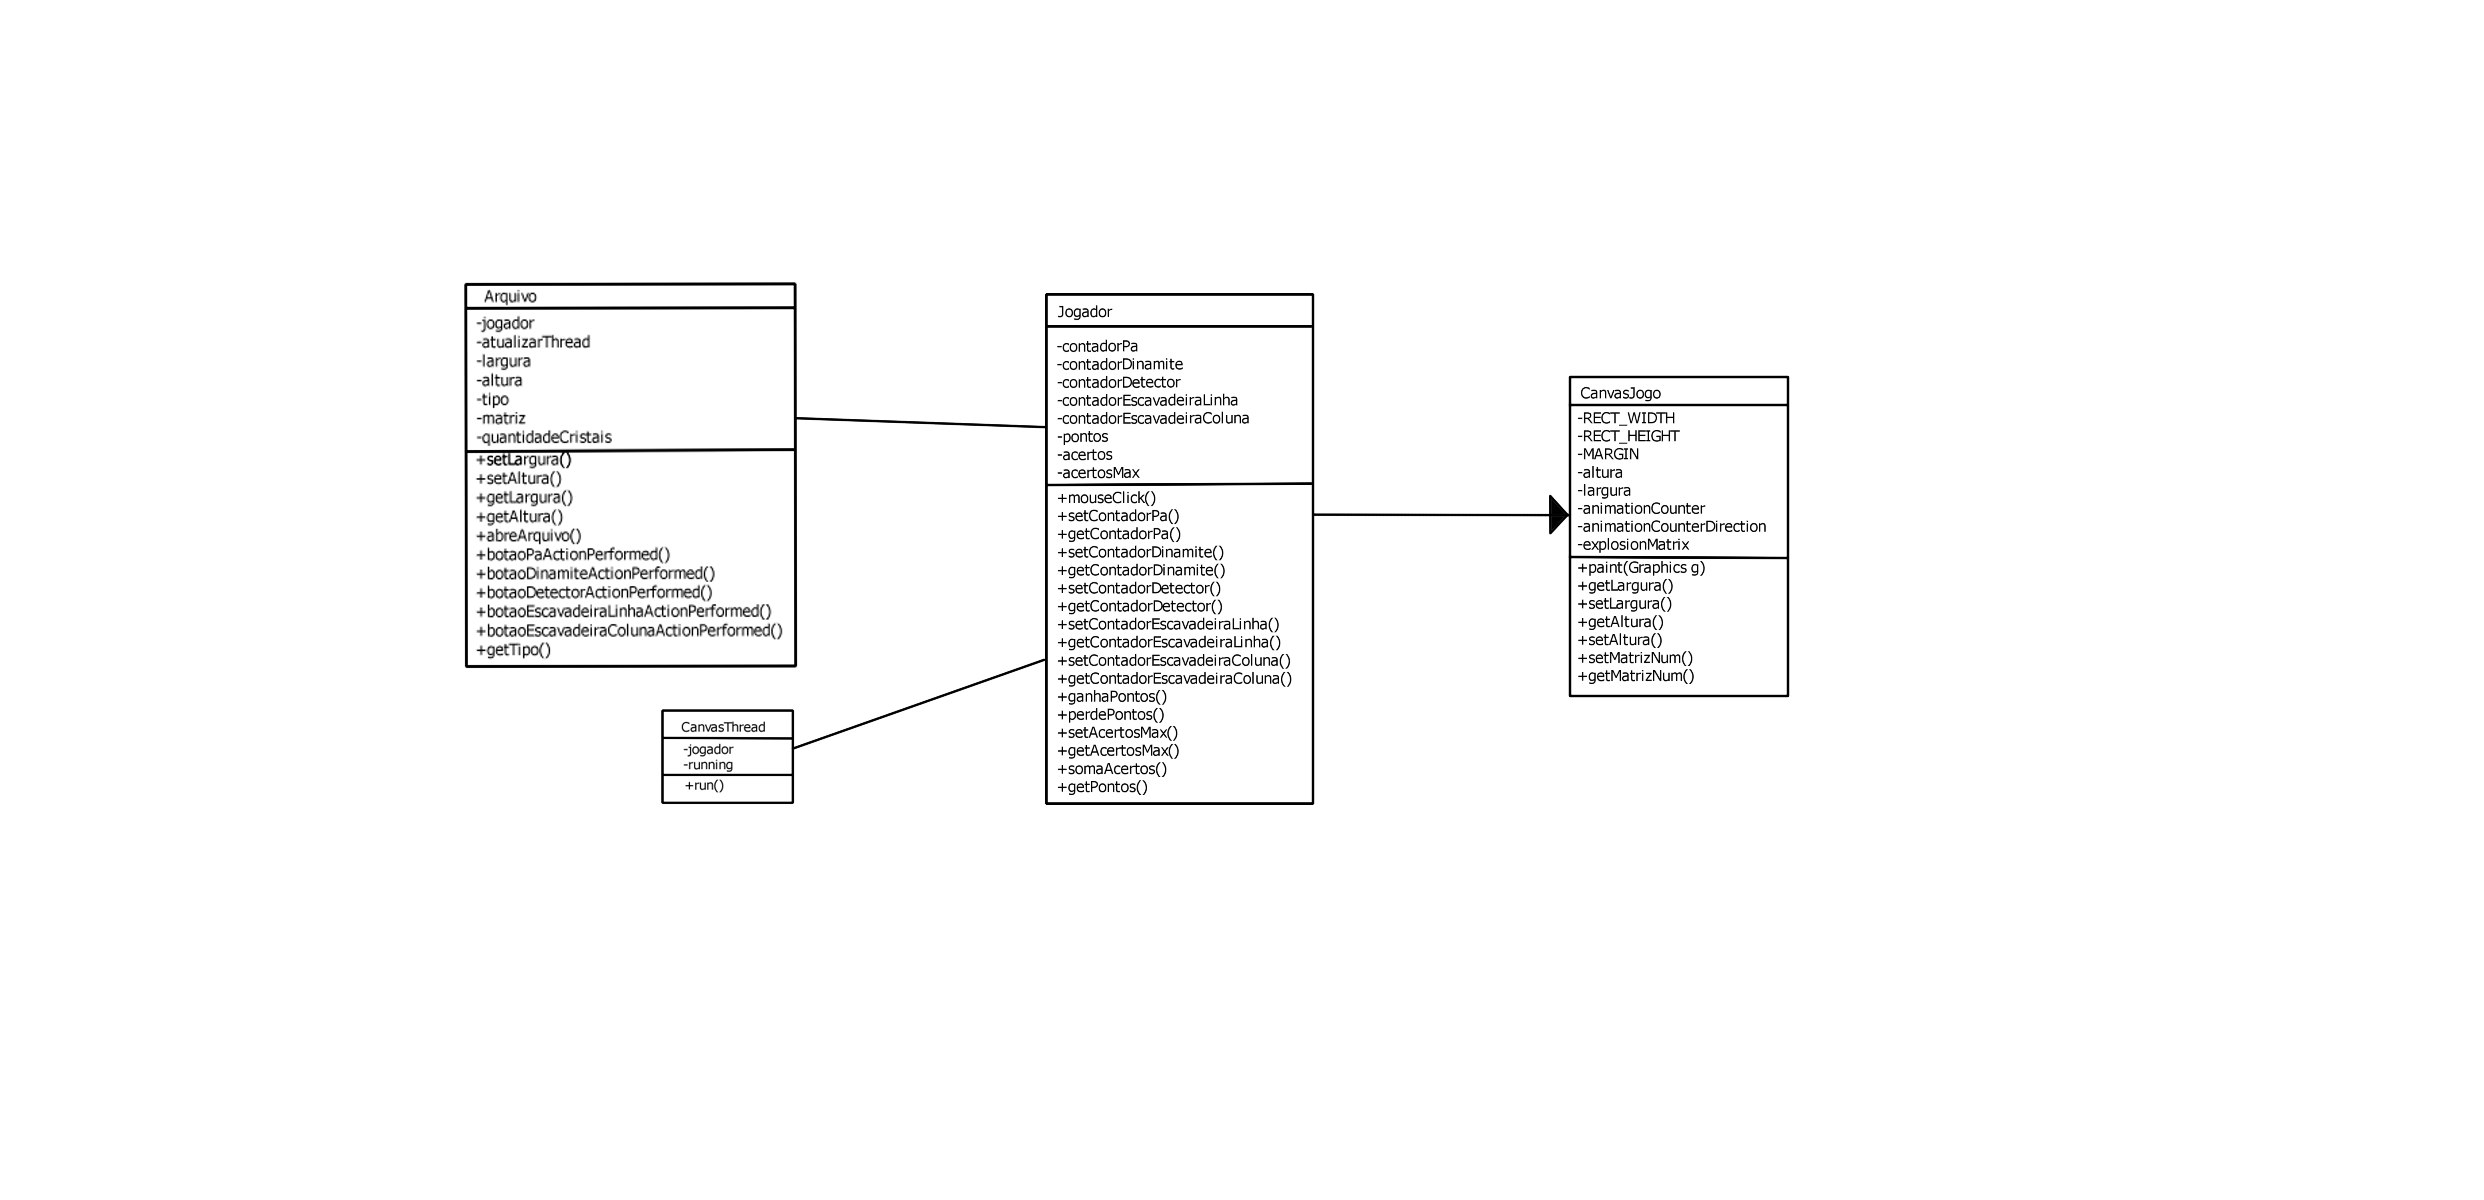 Arquivo
-jogador
-atualizarThread
-largura
-altura
-tipo
-matriz
-quantidadeCristais
+setLargura()
+setAltura()
+getLargura()
+getAltura()
+abreArquivo()
+botaoPaActionPerformed()
+botaoDinamiteActionPerformed()
+botaoDetectorActionPerformed()
+botaoEscavadeiraLinhaActionPerformed()
+botaoEscavadeiraColunaActionPerformed()
+getTipo()
CanvasThread
-jogador
-running
+run()
Jogador
-contadorPa
-contadorDinamite
-contadorDetector
-contadorEscavadeiraLinha
-contadorEscavadeiraColuna
-pontos
-acertos
-acertosMax
+mouseClick()
+setContadorPa()
+getContadorPa()
+setContadorDinamite()
+getContadorDinamite()
+setContadorDetector()
+getContadorDetector()
+setContadorEscavadeiraLinha()
+getContadorEscavadeiraLinha()
+setContadorEscavadeiraColuna()
+getContadorEscavadeiraColuna()
+ganhaPontos()
+perdePontos()
+setAcertosMax()
+getAcertosMax()
+somaAcertos()
+getPontos()
CanvasJogo
-RECT_WIDTH
-RECT_HEIGHT
-MARGIN
-altura
-largura
-animationCounter
-animationCounterDirection
-explosionMatrix
+paint(Graphics g)
+getLargura()
+setLargura()
+getAltura()
+setAltura()
+setMatrizNum()
+getMatrizNum()